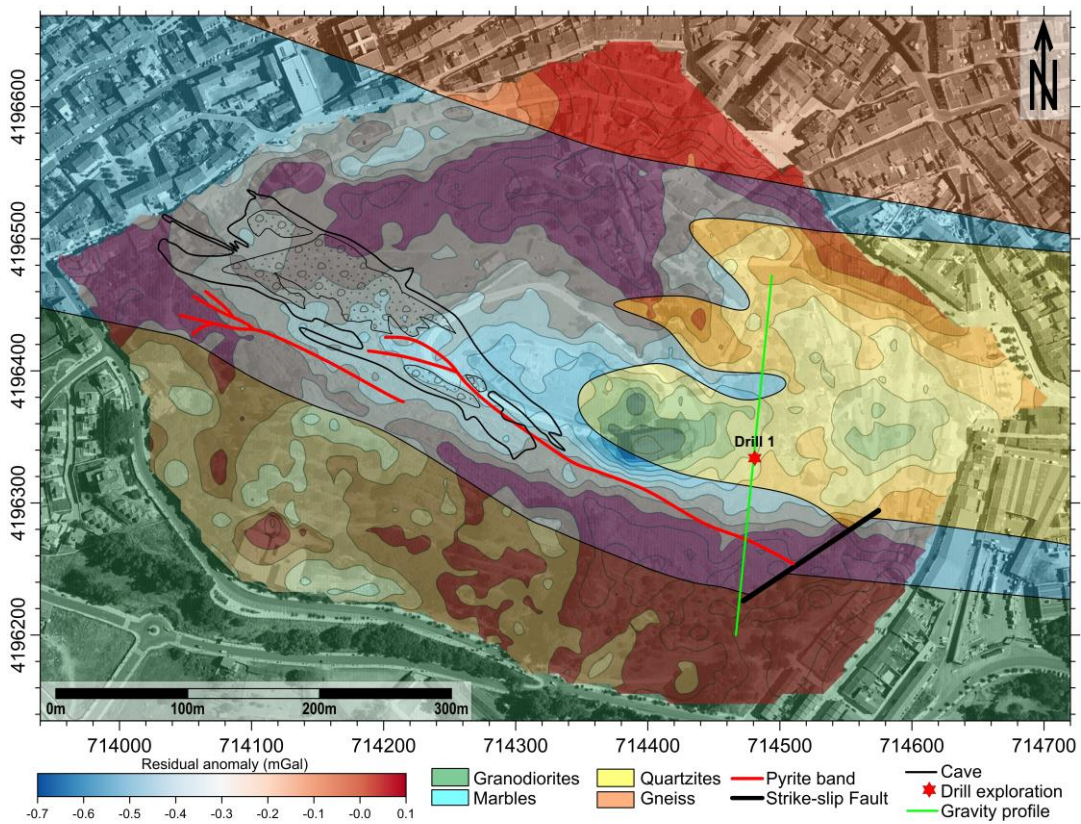 N
4196600
4196500
4196400
4196300
4196200
Drill 1
0m 100m 200m 300m
714000 714100 714200 714300 714400 714500 714600 714700
Residual anomaly (mGal)
-0.7 -0.6 -0.5 -0.4 -0.3 -0.2 -0.1 -0.0 0.1
Granodiorites
Marbles
Quartzites
Gneiss
Pyrite band
Strike-slip Fault
Cave
Drill exploration
Gravity profile